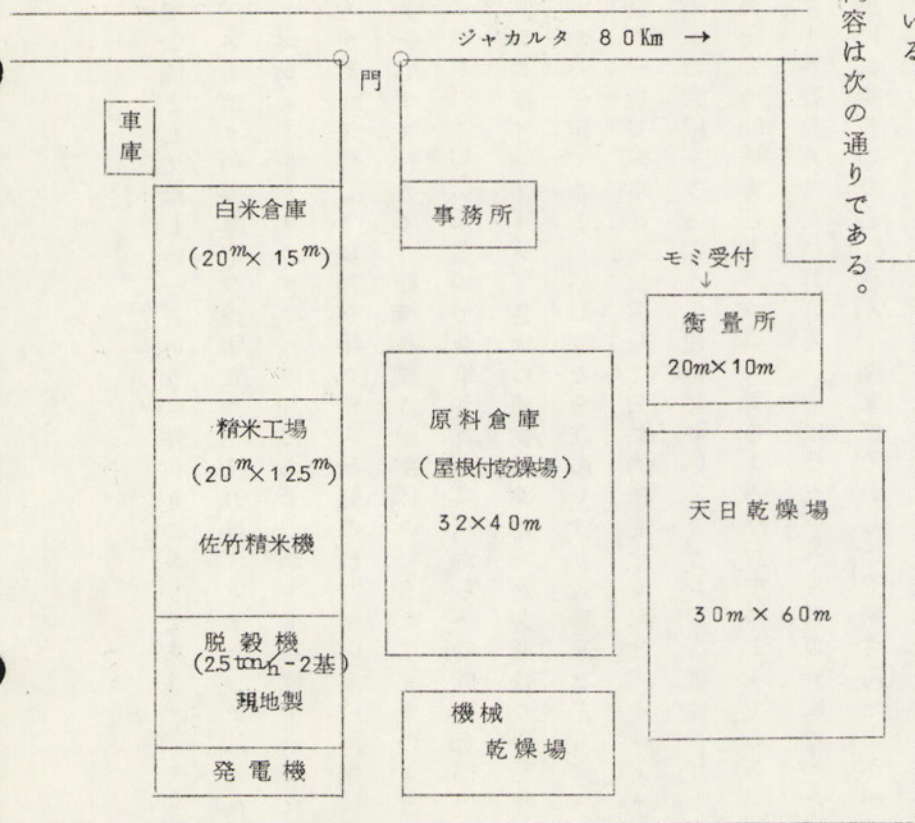 いる
内容は次の通りである。
ジャカルタ 80Km →
門
車庫
白米倉庫
(20m×15m)
事務所
モミ受付
↓
衡量所
20m×10m
精米工場
(20m×12.5m)
佐竹精米機
原料倉庫
(屋根付乾燥場)
32×40m
天日乾燥場
30m×60m
脱穀機
(2.5ton/h-2基)
現地製
機械
乾燥場
発電機